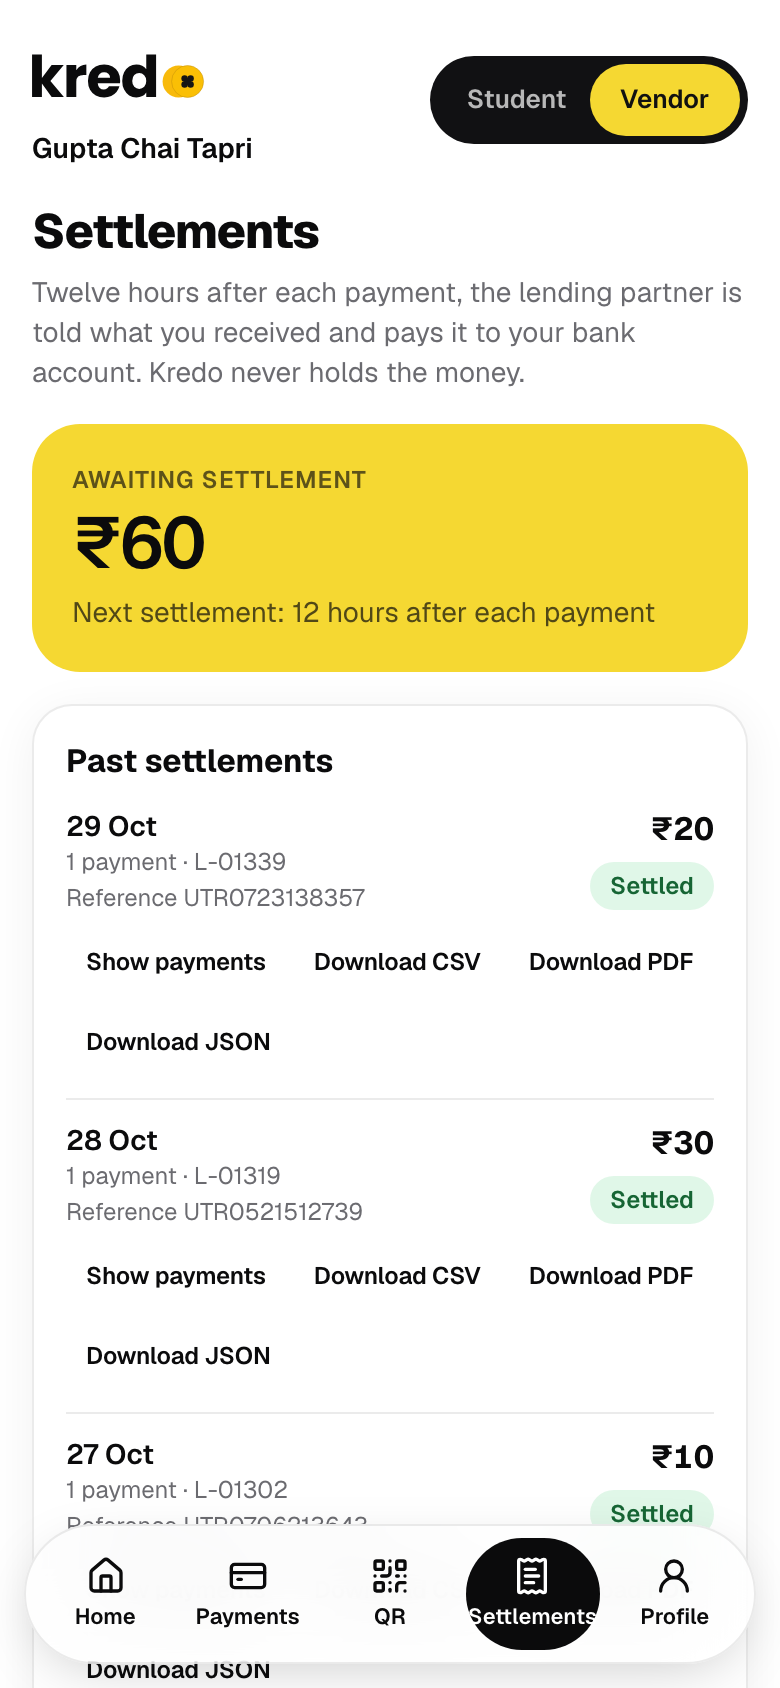 kredo
Gupta Chai Tapri
Student
Vendor
Settlements
Twelve hours after each payment, the lending partner is
told what you received and pays it to your bank
account. Kredo never holds the money.
AWAITING SETTLEMENT
₹60
Next settlement: 12 hours after each payment
Past settlements
29 Oct
₹20
1 payment · L-01339
Reference UTR0723138357
Settled
Show payments
Download CSV
Download PDF
Download JSON
28 Oct
₹30
1 payment · L-01319
Reference UTR0521512739
Settled
Show payments
Download CSV
Download PDF
Download JSON
27 Oct
₹10
1 payment · L-01302
Reference
Settled
Home
Payments
QR
Settlements
Profile
Download JSON